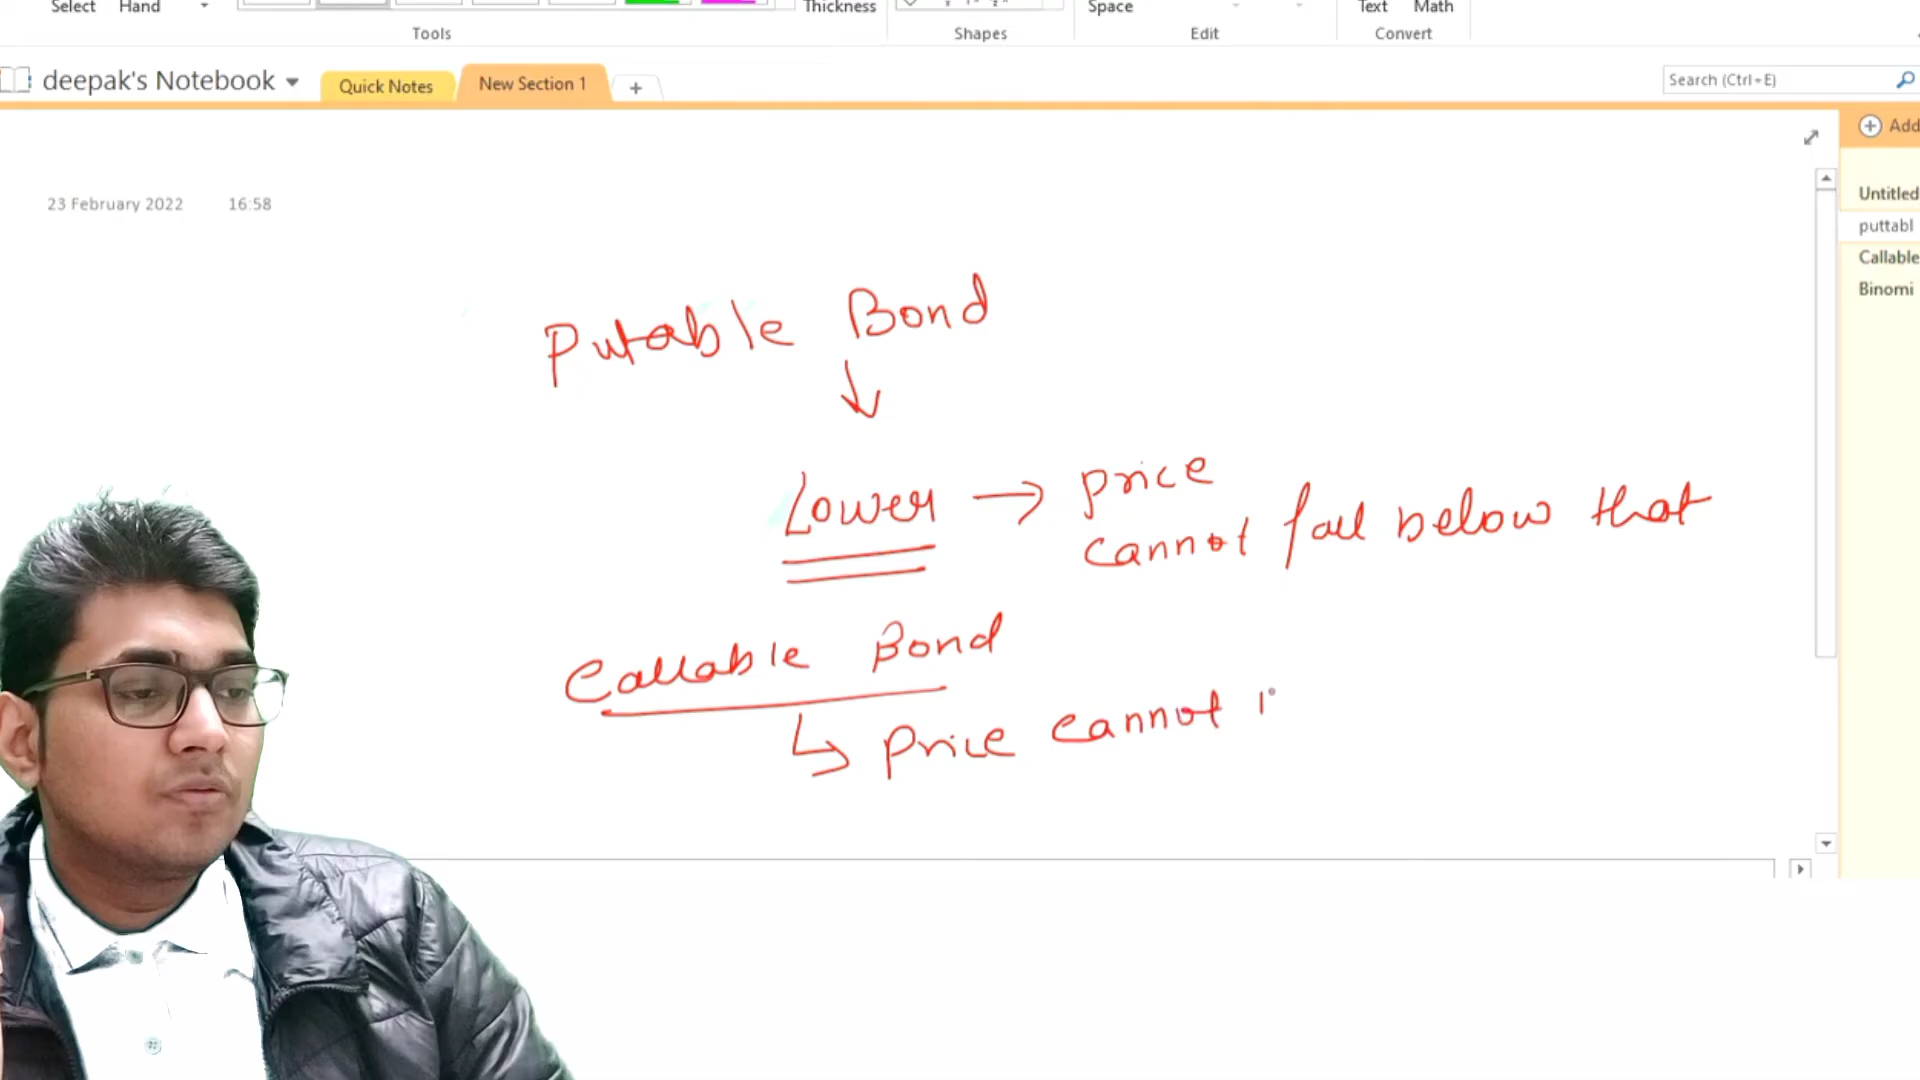 Select Hand
Thickness
Space
Text Math
Tools
Shapes
Edit
Convert
deepak's Notebook
Quick Notes
New Section 1
Search (Ctrl+E)
Add
23 February 2022 16:58
Untitled
puttabl
Callable
Binomi
Putable Bond
Lower → price
cannot fall below that
Callable Bond
↳ price cannot